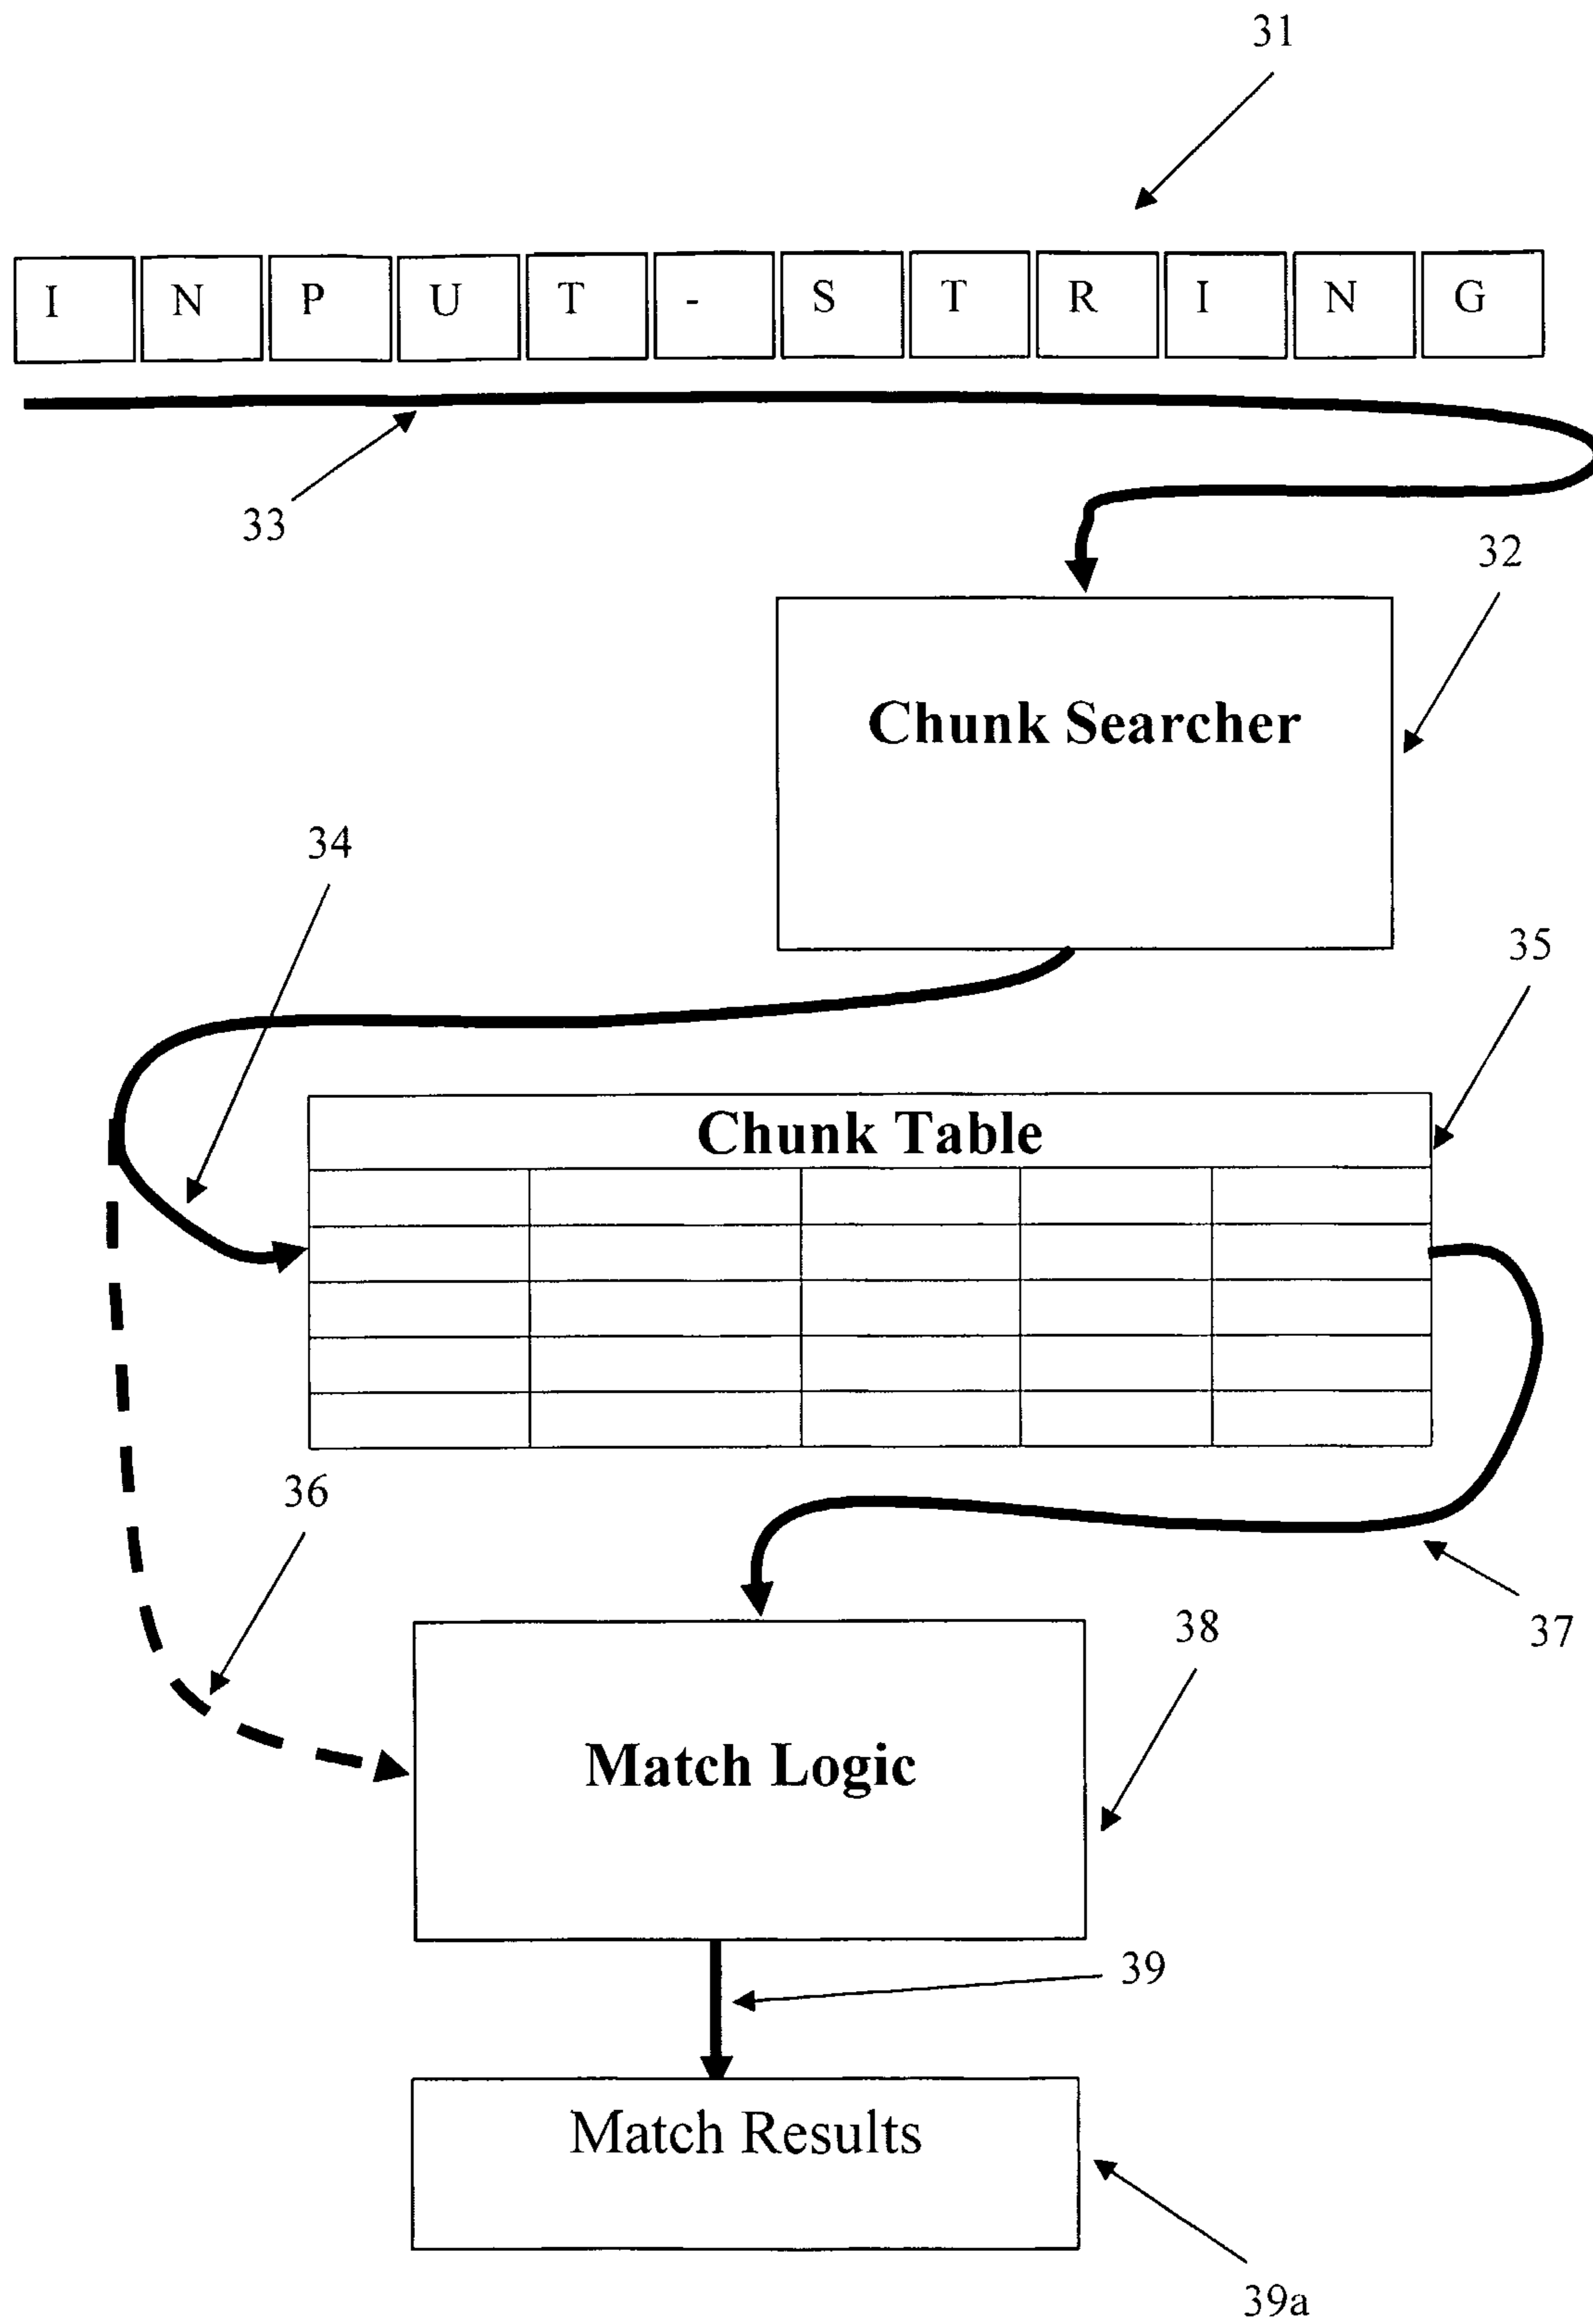 31
I N P U T - S T R I N G
33
32
Chunk Searcher
34
35
Chunk Table
36
37
38
Match Logic
39
Match Results
39a